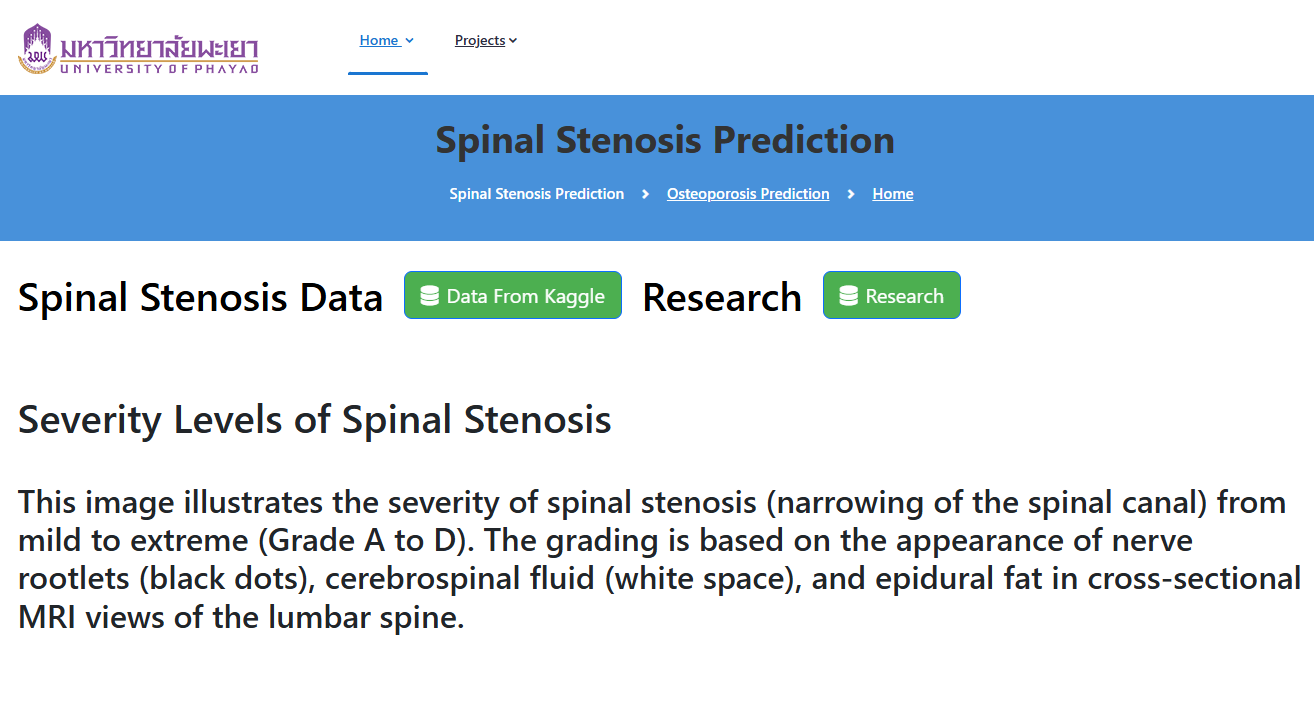 มหาวิทยาลัยพะเยา
UNIVERSITY OF PHAYAO
Home
Projects
Spinal Stenosis Prediction
Spinal Stenosis Prediction
Osteoporosis Prediction
Home
Spinal Stenosis Data
Data From Kaggle
Research
Research
Severity Levels of Spinal Stenosis
This image illustrates the severity of spinal stenosis (narrowing of the spinal canal) from
mild to extreme (Grade A to D). The grading is based on the appearance of nerve
rootlets (black dots), cerebrospinal fluid (white space), and epidural fat in cross-sectional
MRI views of the lumbar spine.